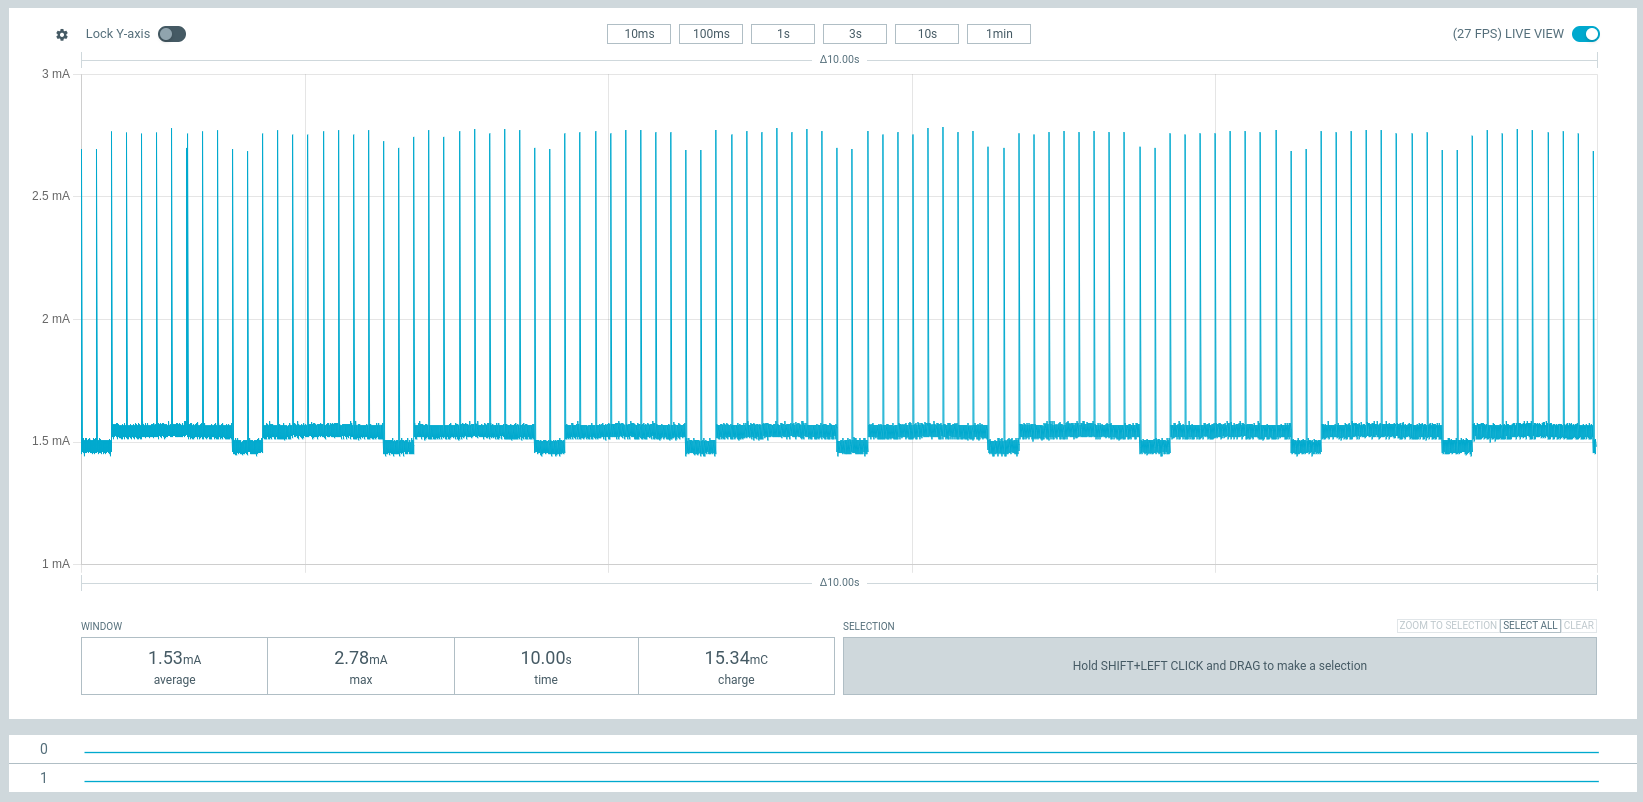 Lock Y-axis
10ms 100ms 1s 3s 10s 1min
(27 FPS) LIVE VIEW
Δ10.00s
3 mA
2.5 mA
2 mA
1.5 mA
1 mA
Δ10.00s
WINDOW
1.53mA
average
2.78mA
max
10.00s
time
15.34mC
charge
SELECTION
ZOOM TO SELECTION SELECT ALL CLEAR
Hold SHIFT+LEFT CLICK and DRAG to make a selection
0
1